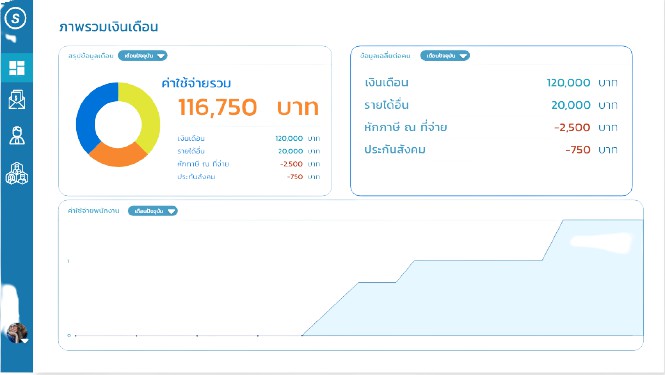 S
ภาพรวมเงินเดือน
สรุปข้อมูลเดือน เดือนปัจจุบัน
ค่าใช้จ่ายรวม
116,750 บาท
เงินเดือน 120,000 บาท
รายได้อื่น 20,000 บาท
หักภาษี ณ ที่จ่าย -2,500 บาท
ประกันสังคม -750 บาท
ข้อมูลเฉลี่ยต่อคน เดือนปัจจุบัน
เงินเดือน 120,000 บาท
รายได้อื่น 20,000 บาท
หักภาษี ณ ที่จ่าย -2,500 บาท
ประกันสังคม -750 บาท
ค่าใช้จ่ายพนักงาน เดือนปัจจุบัน
1
0